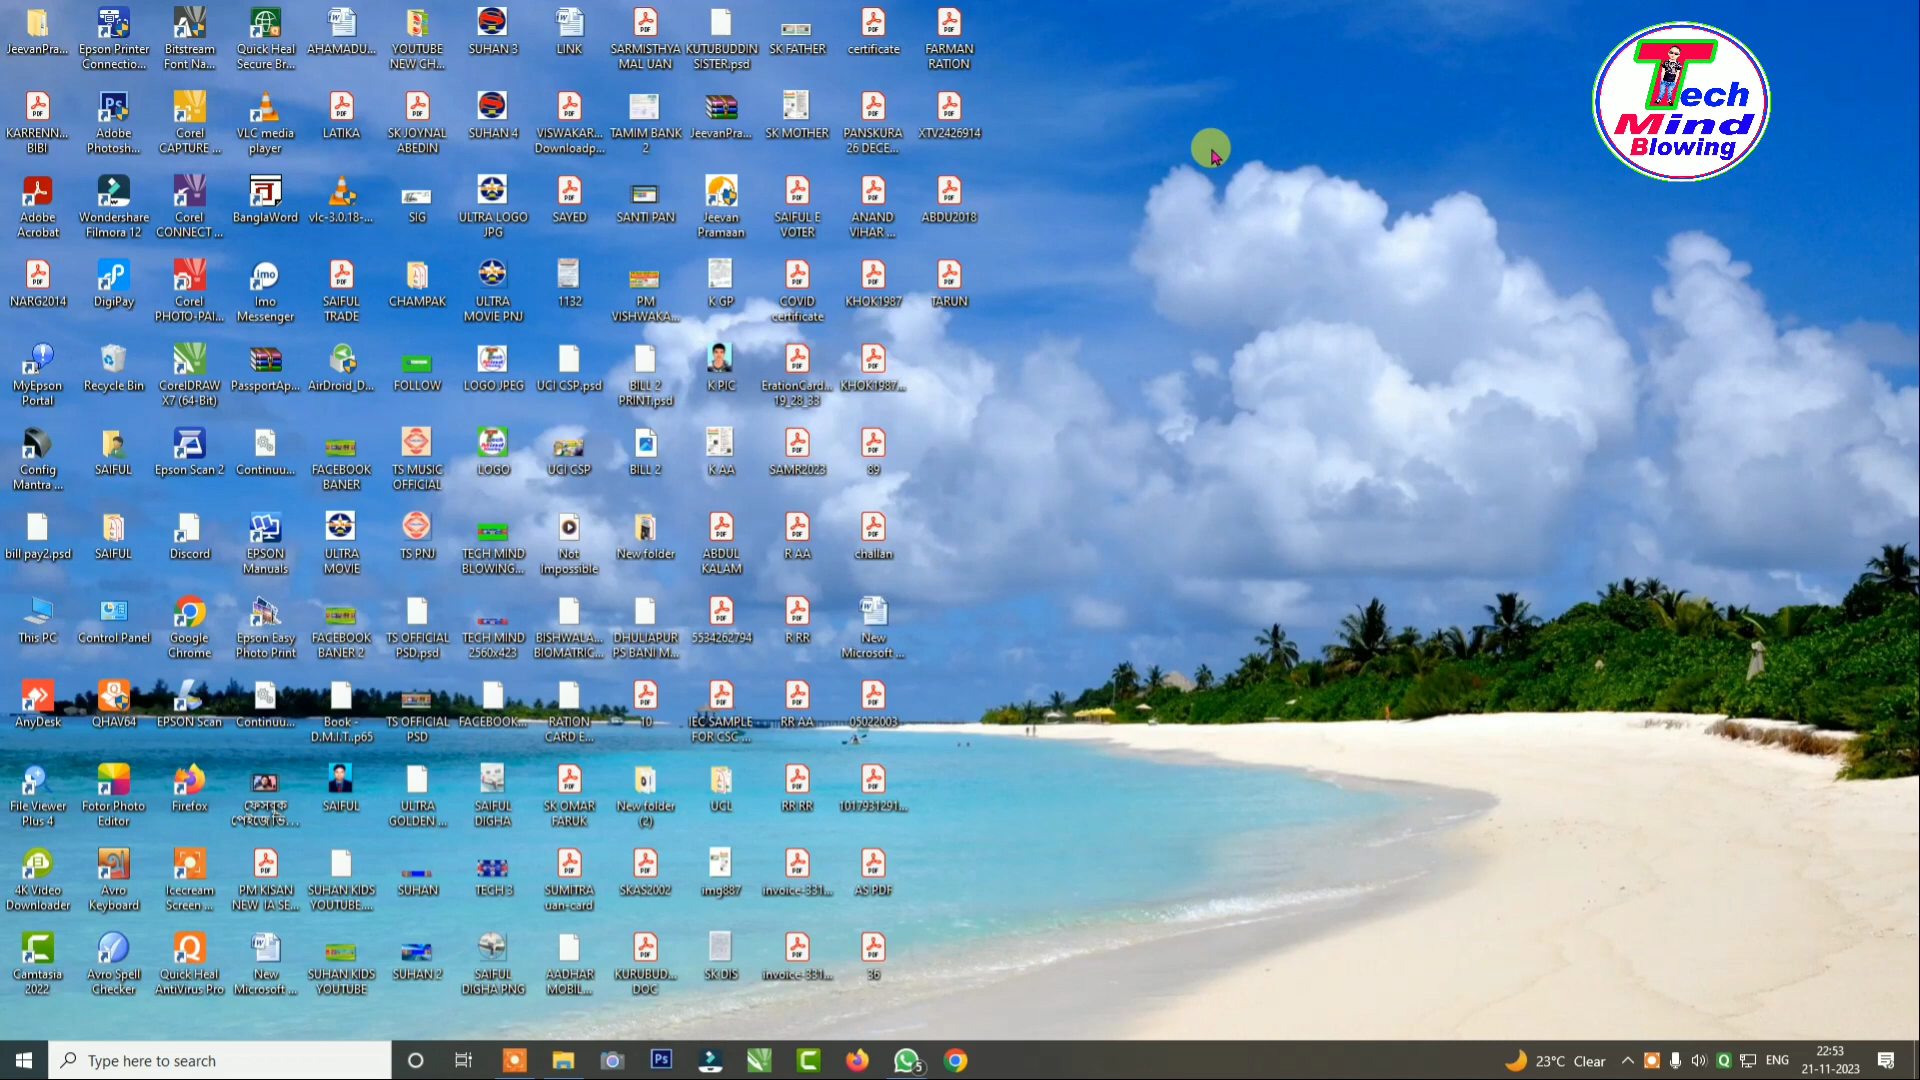 JeevanPra...
Epson Printer
Connectio...
Bitstream
Font Na...
Quick Heal
Secure Br...
AHAMADU...
YOUTUBE
NEW CH...
SUHAN 3
LINK
SARMISTHYA
MAL UAN
KUTUBUDDIN
SISTER.psd
SK FATHER
certificate
FARMAN
RATION
Tech
Mind
Blowing
KARRENN...
BIBI
Adobe
Photosh...
Corel
CAPTURE ...
VLC media
player
LATIKA
SK JOYNAL
ABEDIN
SUHAN 4
VISWAKAR...
Downloadp...
TAMIM BANK
2
JeevanPra...
SK MOTHER
PANSKURA
26 DECE...
XTV2426914
Adobe
Acrobat
Wondershare
Filmora 12
Corel
CONNECT ...
BanglaWord
vlc-3.0.18-...
SIG
ULTRA LOGO
JPG
SAYED
SANTI PAN
Jeevan
Pramaan
SAIFUL E
VOTER
ANAND
VIHAR ...
ABDU2018
NARG2014
DigiPay
Corel
PHOTO-PAI...
Imo
Messenger
SAIFUL
TRADE
CHAMPAK
ULTRA
MOVIE PNJ
1132
PM
VISHWAKA...
K GP
COVID
certificate
KHOK1987
TARUN
MyEpson
Portal
Recycle Bin
CorelDRAW
X7 (64-Bit)
PassportAp...
AirDroid_D...
FOLLOW
LOGO JPEG
UCI CSP.psd
BILL 2
PRINT.psd
K PIC
ErationCard...
19_28_33
KHOK1987...
Config
Mantra ...
SAIFUL
Epson Scan 2
Continuu...
FACEBOOK
BANER
TS MUSIC
OFFICIAL
LOGO
UCI CSP
BILL 2
K AA
SAMR2023
89
bill pay2.psd
SAIFUL
Discord
EPSON
Manuals
ULTRA
MOVIE
TS PNJ
TECH MIND
BLOWING...
Not
Impossible
New folder
ABDUL
KALAM
R AA
challan
This PC
Control Panel
Google
Chrome
Epson Easy
Photo Print
FACEBOOK
BANER 2
TS OFFICIAL
PSD.psd
TECH MIND
2560x423
BISHWALA...
BIOMATRIC...
DHULIAPUR
PS BANI M...
5534262794
R RR
New
Microsoft ...
AnyDesk
QHAV64
EPSON Scan
Continuu...
Book -
D.M.I.T..p65
TS OFFICIAL
PSD
FACEBOOK...
RATION
CARD E...
10
IEC SAMPLE
FOR CSC ...
RR AA
05022003
File Viewer
Plus 4
Fotor Photo
Editor
Firefox
ফেসবুক
পেইজে ভি...
SAIFUL
ULTRA
GOLDEN ...
SAIFUL
DIGHA
SK OMAR
FARUK
New folder
(2)
UCL
RR RR
1017931291...
4K Video
Downloader
Avro
Keyboard
Icecream
Screen ...
PM KISAN
NEW IA SE...
SUHAN KIDS
YOUTUBE....
SUHAN
TECH 3
SUMITRA
uan-card
SKAS2002
img887
invoice-331...
AS PDF
Camtasia
2022
Avro Spell
Checker
Quick Heal
AntiVirus Pro
New
Microsoft ...
SUHAN KIDS
YOUTUBE
SUHAN 2
SAIFUL
DIGHA PNG
AADHAR
MOBIL...
KURUBUD...
DOC
SK DIS
invoice-331...
36
Type here to search
5
23°C Clear
ENG
22:53
21-11-2023